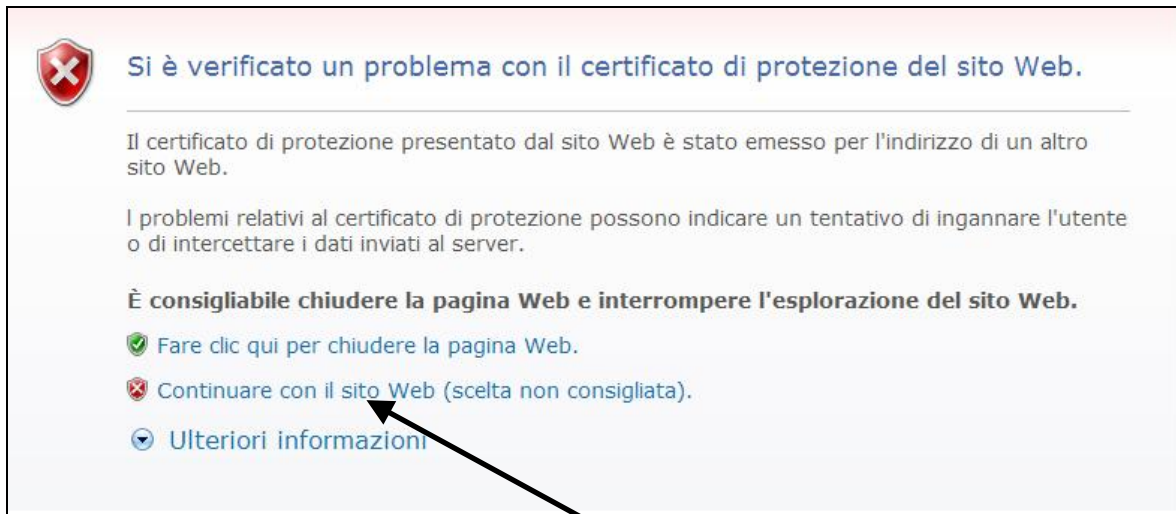 Si è verificato un problema con il certificato di protezione del sito Web.
Il certificato di protezione presentato dal sito Web è stato emesso per l'indirizzo di un altro
sito Web.
I problemi relativi al certificato di protezione possono indicare un tentativo di ingannare l'utente
o di intercettare i dati inviati al server.
È consigliabile chiudere la pagina Web e interrompere l'esplorazione del sito Web.
Fare clic qui per chiudere la pagina Web.
Continuare con il sito Web (scelta non consigliata).
Ulteriori informazioni